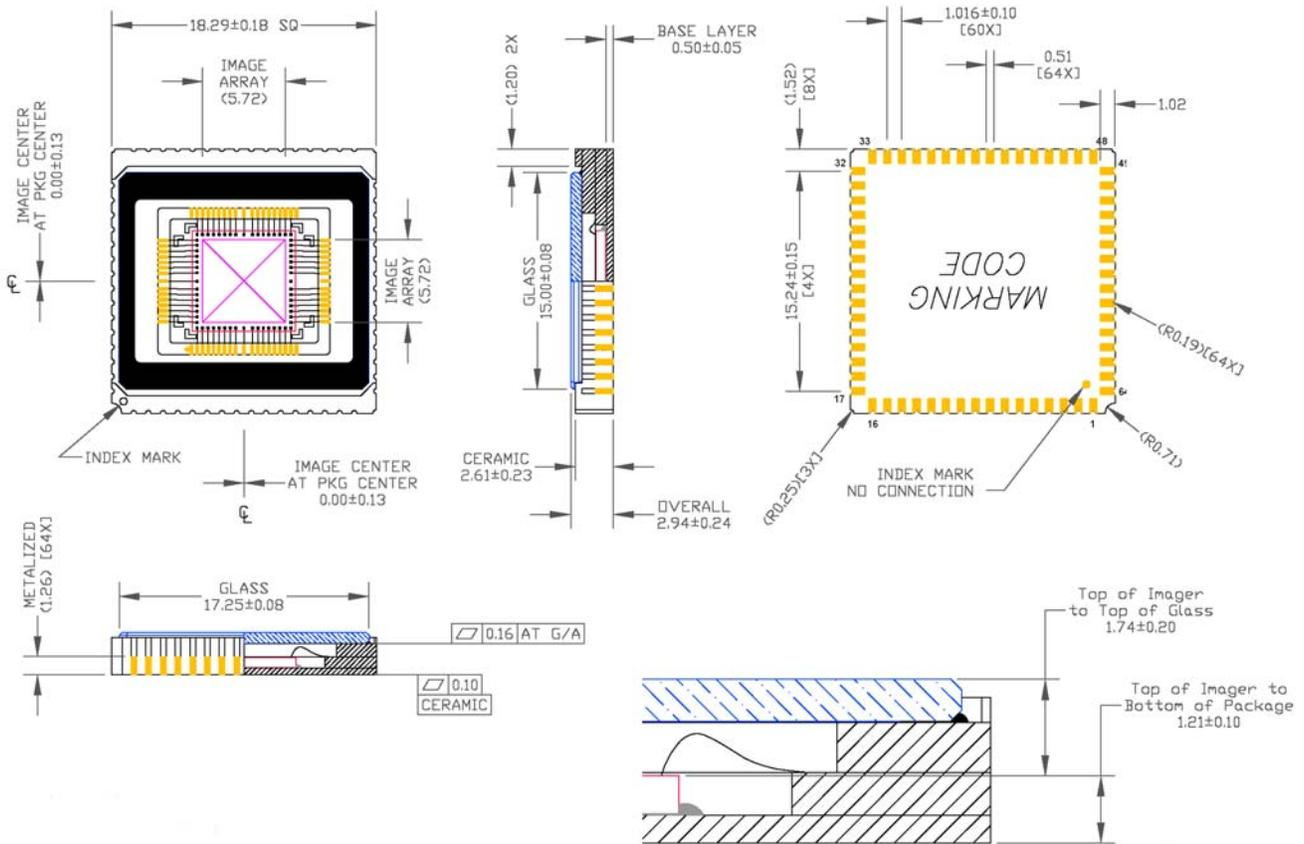 18.29±0.18 SQ
IMAGE
ARRAY
(5.72)
IMAGE CENTER
AT PKG CENTER
0.00±0.13
IMAGE
ARRAY
(5.72)
INDEX MARK
IMAGE CENTER
AT PKG CENTER
0.00±0.13
BASE LAYER
0.50±0.05
(1.20) 2X
GLASS
15.00±0.08
CERAMIC
2.61±0.23
OVERALL
2.94±0.24
1.016±0.10
[60X]
0.51
[64X]
(1.52)
[8X]
1.02
33
48
32
49
15.24±0.15
[4X]
MARKING
CODE
(R0.19)[64X]
17
64
16
1
(R0.71)
(R0.25)[3X]
INDEX MARK
NO CONNECTION
METALIZED
(1.26) [64X]
GLASS
17.25±0.08
0.16 AT G/A
0.10
CERAMIC
Top of Imager
to Top of Glass
1.74±0.20
Top of Imager to
Bottom of Package
1.21±0.10